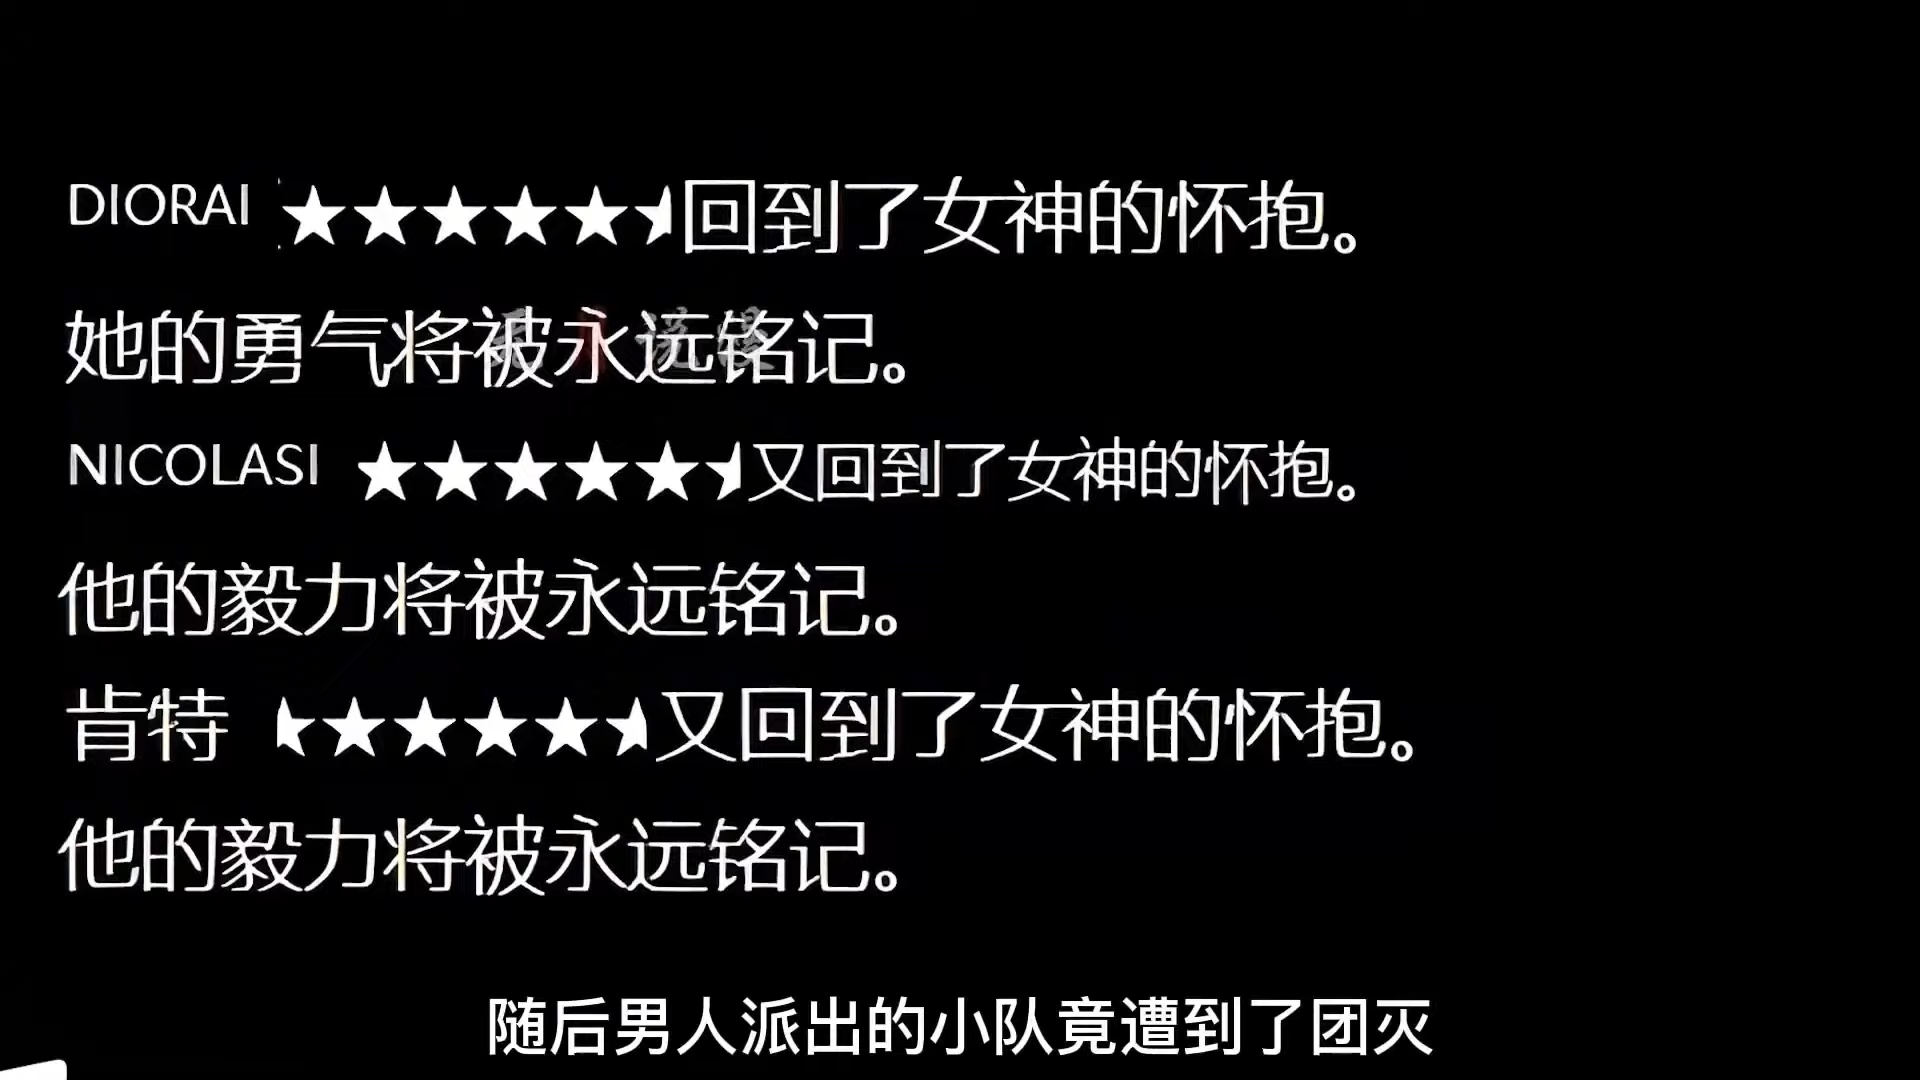 DIORAI ★★★★★★回到了女神的怀抱。
她的勇气将被永远铭记。
NICOLASI ★★★★★★又回到了女神的怀抱。
他的毅力将被永远铭记。
肯特 ★★★★★★又回到了女神的怀抱。
他的毅力将被永远铭记。
随后男人派出的小队竟遭到了团灭